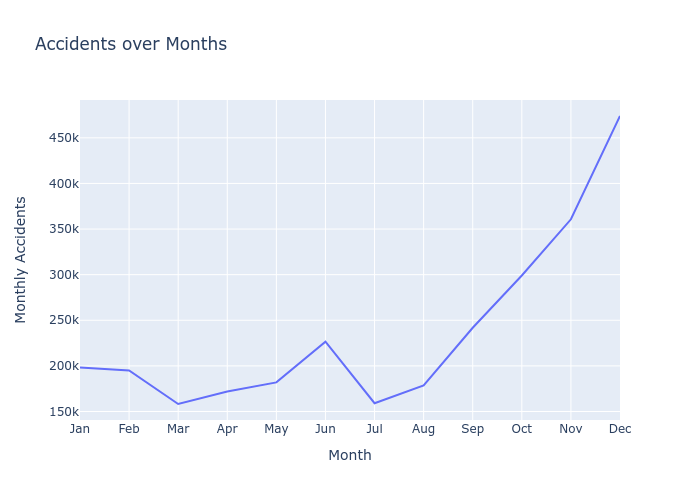 Accidents over Months
450k
400k
350k
300k
250k
200k
150k
Monthly Accidents
Jan Feb Mar Apr May Jun Jul Aug Sep Oct Nov Dec
Month